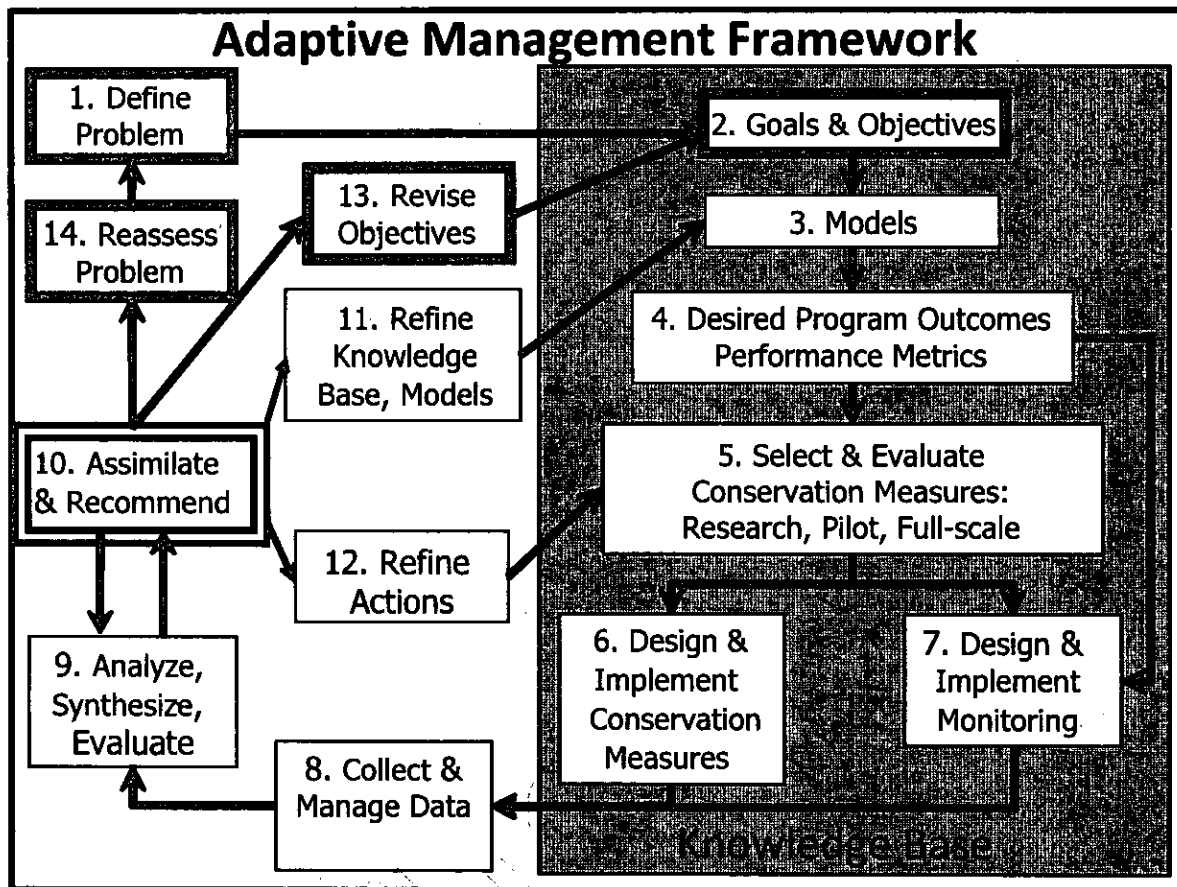 Adaptive Management Framework
1. Define
Problem
2. Goals & Objectives
13. Revise
Objectives
14. Reassess
Problem
3. Models
11. Refine
Knowledge
Base, Models
4. Desired Program Outcomes
Performance Metrics
10. Assimilate
& Recommend
5. Select & Evaluate
Conservation Measures:
Research, Pilot, Full-scale
12. Refine
Actions
6. Design &
Implement
Conservation
Measures
7. Design &
Implement
Monitoring
9. Analyze,
Synthesize,
Evaluate
8. Collect &
Manage Data
Knowledge Base